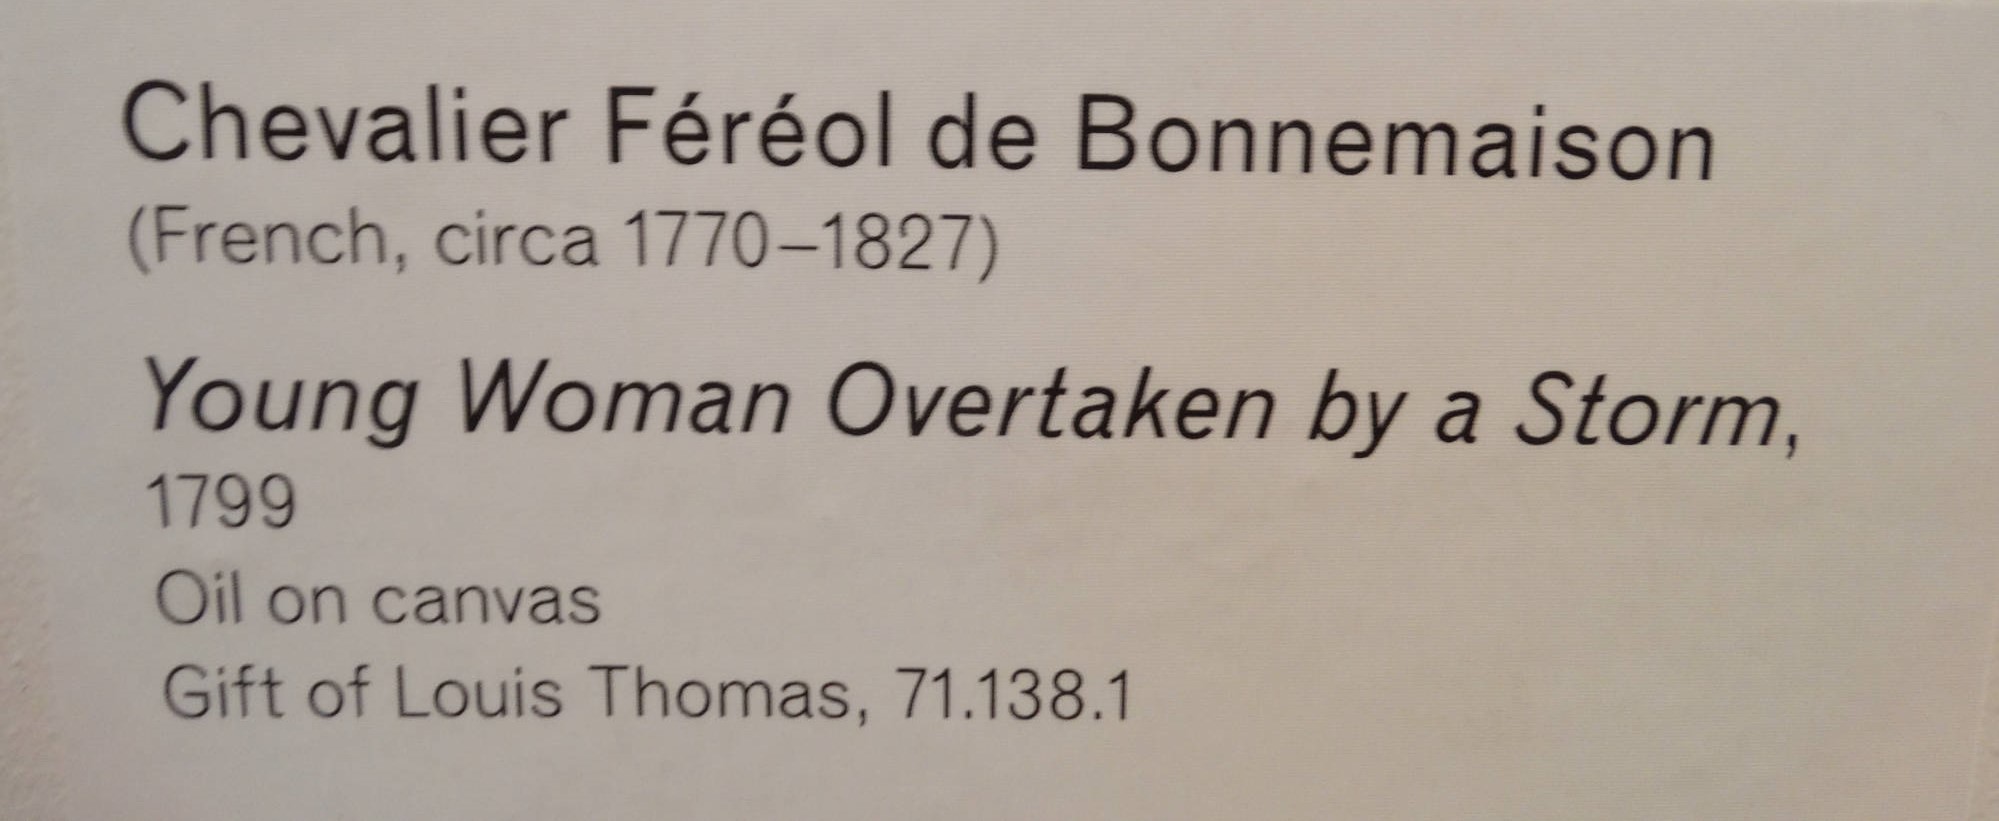 Chevalier Féréol de Bonnemaison
(French, circa 1770–1827)
Young Woman Overtaken by a Storm,
1799
Oil on canvas
Gift of Louis Thomas, 71.138.1